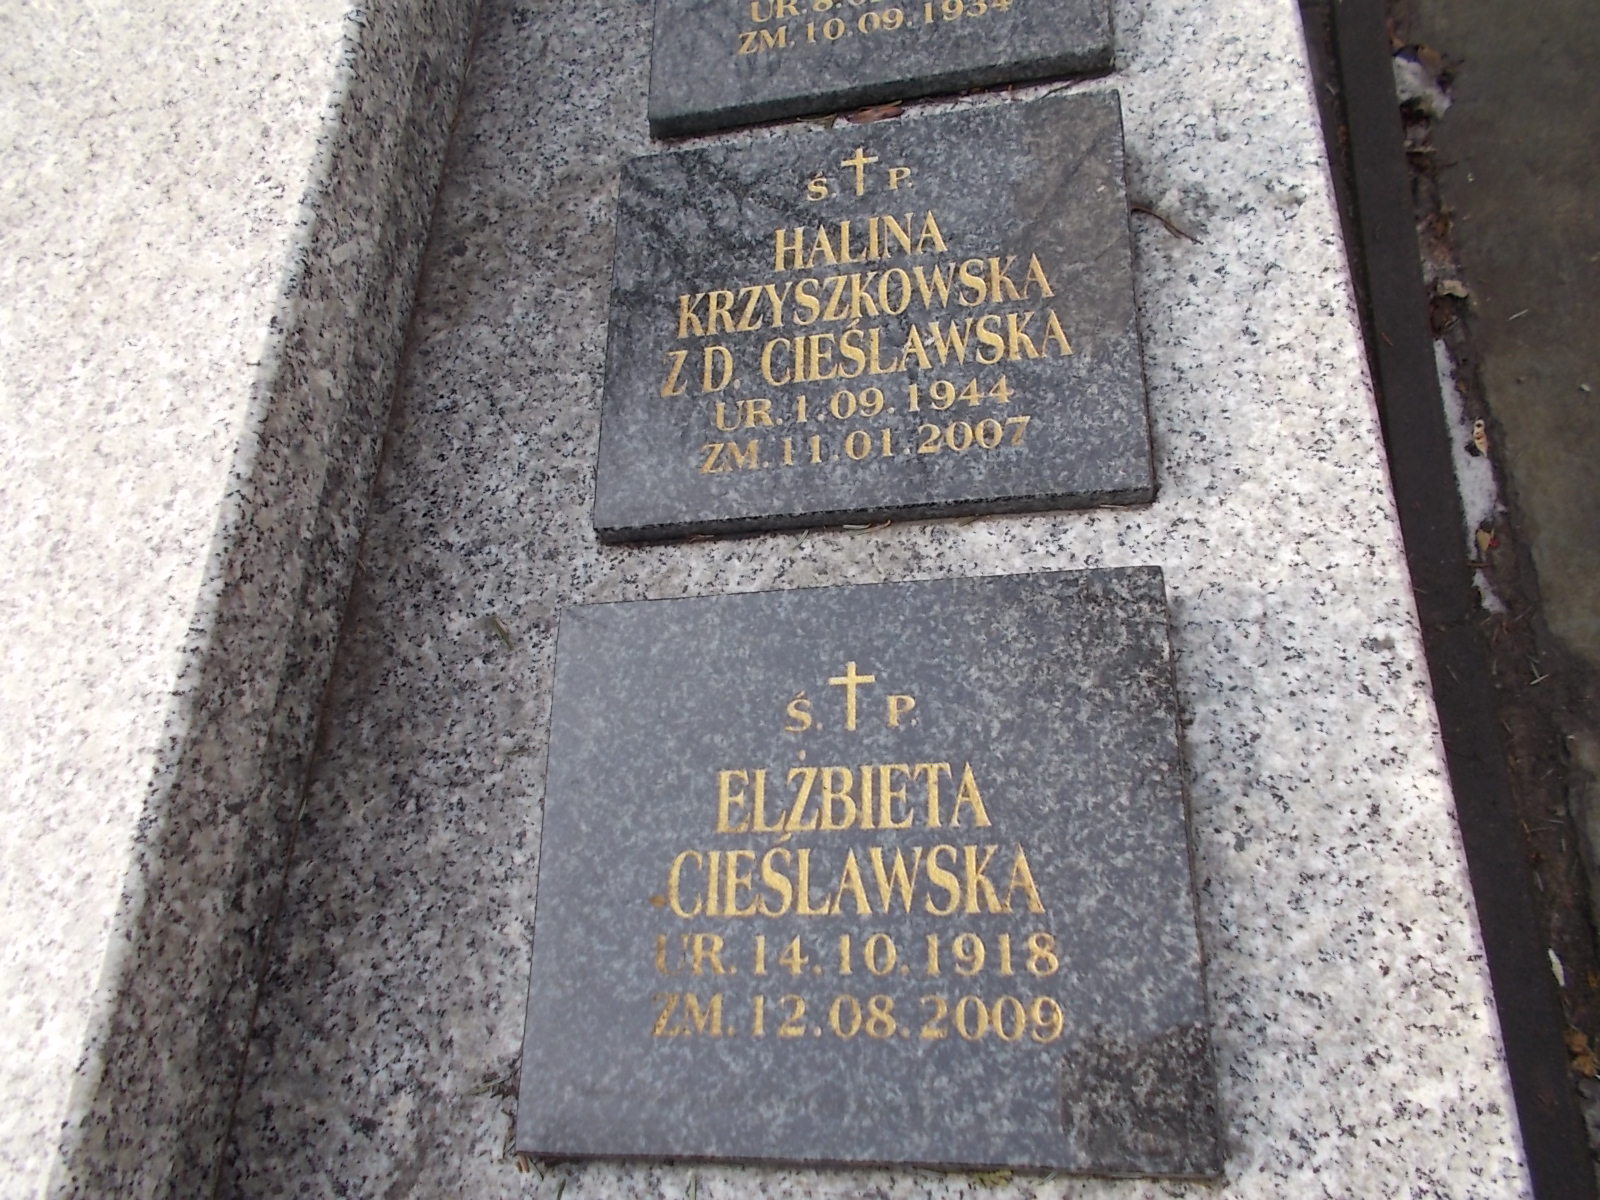 ZM. 10.09.1934
Ś. P.
HALINA
KRZYSZKOWSKA
Z D. CIEŚLAWSKA
UR. 1.09.1944
ZM. 11.01.2007
Ś. P.
ELŻBIETA
CIEŚLAWSKA
UR. 14.10.1918
ZM. 12.08.2009